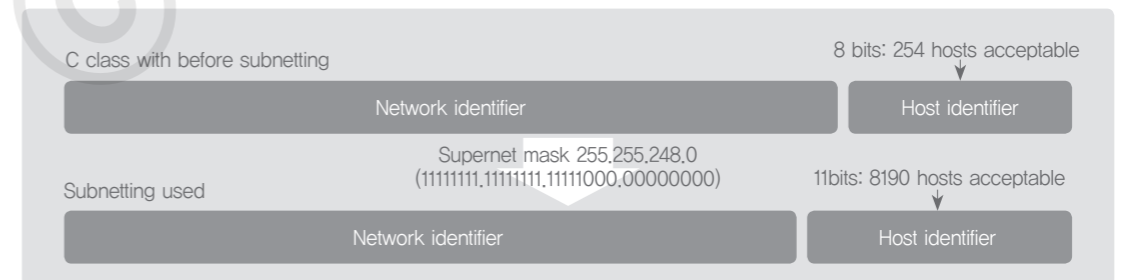 C class with before subnetting
8 bits: 254 hosts acceptable
Network identifier
Host identifier
Supernet mask 255.255.248.0
(11111111.11111111.11111000.00000000)
Subnetting used
11bits: 8190 hosts acceptable
Network identifier
Host identifier